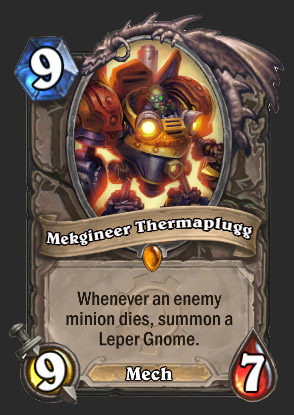 9
Mekgineer Thermaplugg
Whenever an enemy
minion dies, summon a
Leper Gnome.
9
Mech
7